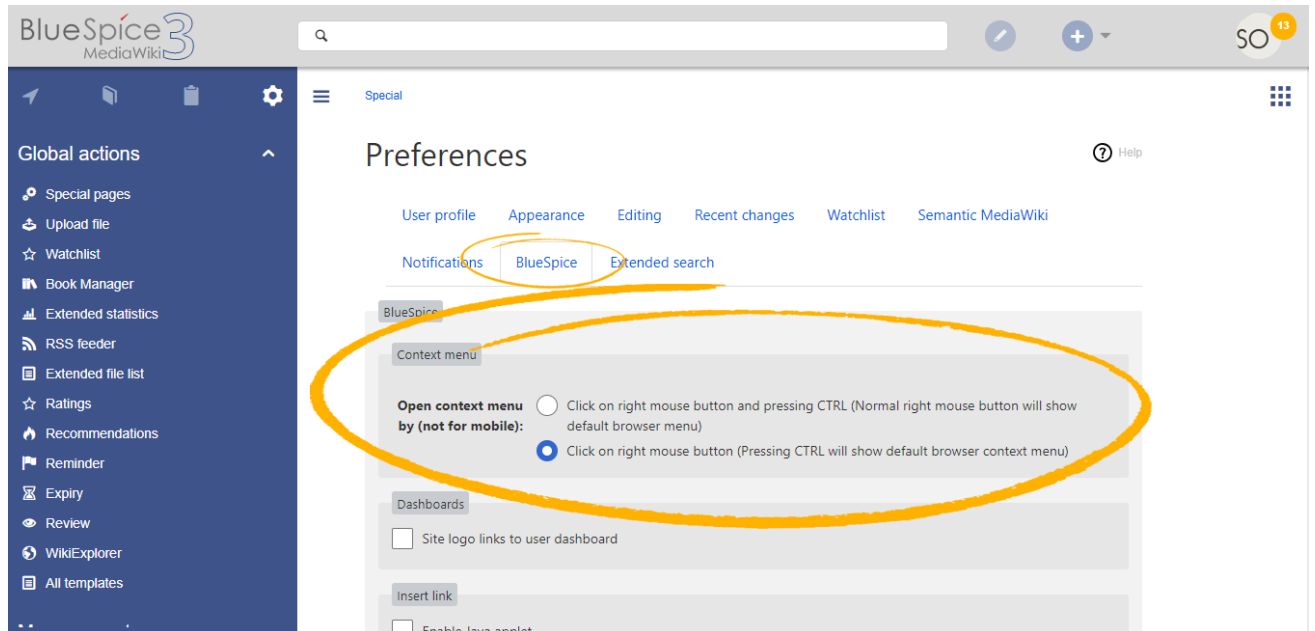 BlueSpice 3
MediaWiki
SO
13
Special
Global actions
Preferences
Help
Special pages
Upload file
Watchlist
Book Manager
Extended statistics
RSS feeder
Extended file list
Ratings
Recommendations
Reminder
Expiry
Review
WikiExplorer
All templates
User profile
Appearance
Editing
Recent changes
Watchlist
Semantic MediaWiki
Notifications
BlueSpice
Extended search
BlueSpice
Context menu
Open context menu
by (not for mobile):
Click on right mouse button and pressing CTRL (Normal right mouse button will show
default browser menu)
Click on right mouse button (Pressing CTRL will show default browser context menu)
Dashboards
Site logo links to user dashboard
Insert link
Enable Java applet